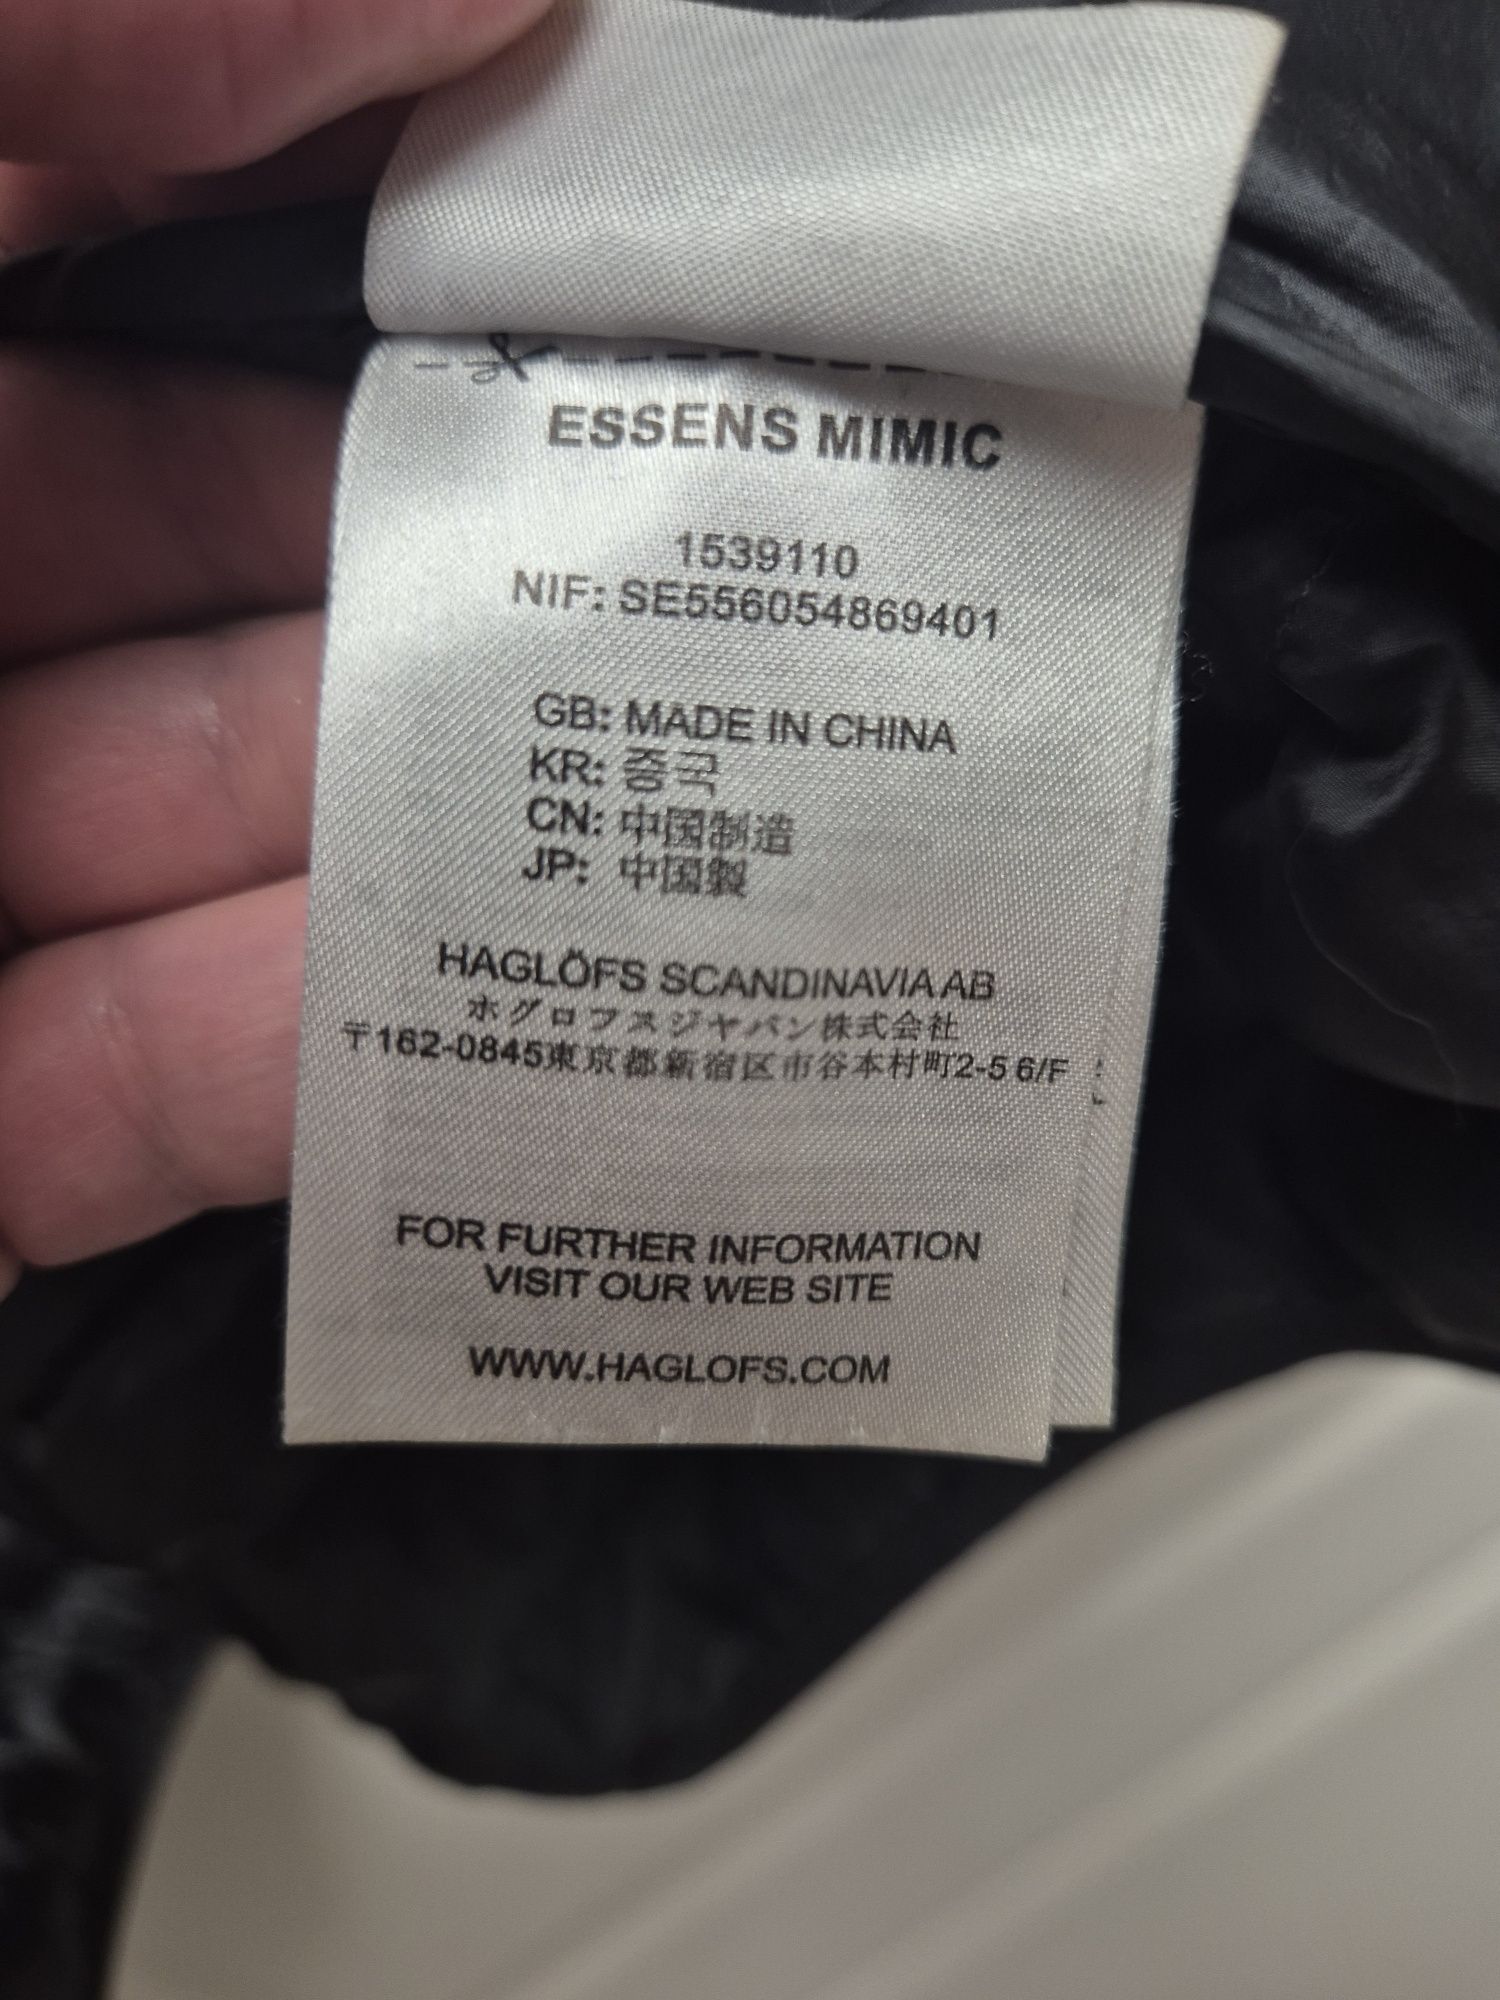 ESSENS MIMIC
1539110
NIF: SE556054869401
GB: MADE IN CHINA
KR: 중국
CN: 中国制造
JP: 中国製
HAGLÖFS SCANDINAVIA AB
ホグロフスジャパン株式会社
〒162-0845東京都新宿区市谷本村町2-5 6/F
FOR FURTHER INFORMATION
VISIT OUR WEB SITE
WWW.HAGLOFS.COM